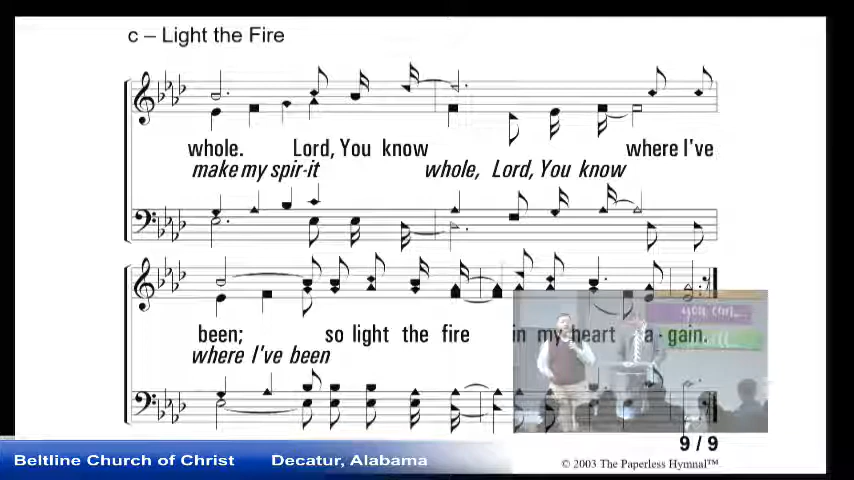 c – Light the Fire
whole. Lord, You know where I've
make my spir-it whole, Lord, You know
been; so light the fire in my heart a - gain.
where I've been
you can...
9 / 9
Beltline Church of Christ Decatur, Alabama
© 2003 The Paperless Hymnal™